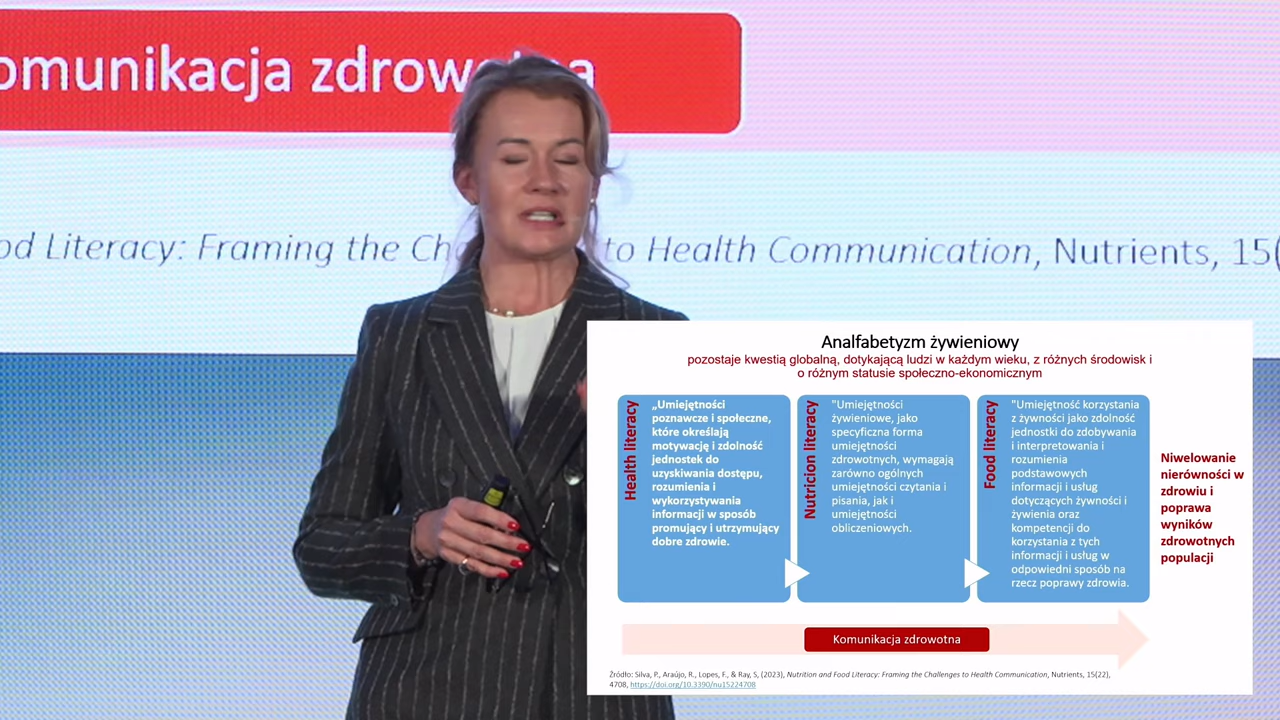 omunikacja zdrowotna
od Literacy: Framing the Ch to Health Communication, Nutrients, 15(
Analfabetyzm żywieniowy
pozostaje kwestią globalną, dotykającą ludzi w każdym wieku, z różnych środowisk i
o różnym statusie społeczno-ekonomicznym
Health literacy
„Umiejętności
poznawcze i społeczne,
które określają
motywację i zdolność
jednostek do
uzyskiwania dostępu,
rozumienia i
wykorzystywania
informacji w sposób
promujący i utrzymujący
dobre zdrowie.
Nutricion literacy
"Umiejętności
żywieniowe, jako
specyficzna forma
umiejętności
zdrowotnych, wymagają
zarówno ogólnych
umiejętności czytania i
pisania, jak i
umiejętności
obliczeniowych.
Food literacy
"Umiejętność korzystania
z żywności jako zdolność
jednostki do zdobywania
i interpretowania i
rozumienia
podstawowych
informacji i usług
dotyczących żywności i
żywienia oraz
kompetencji do
korzystania z tych
informacji i usług w
odpowiedni sposób na
rzecz poprawy zdrowia.
Niwelowanie
nierówności w
zdrowiu i
poprawa
wyników
zdrowotnych
populacji
Komunikacja zdrowotna
Źródło: Silva, P., Araújo, R., Lopes, F., & Ray, S, (2023), Nutrition and Food Literacy: Framing the Challenges to Health Communication, Nutrients, 15(22),
4708, https://doi.org/10.3390/nu15224708